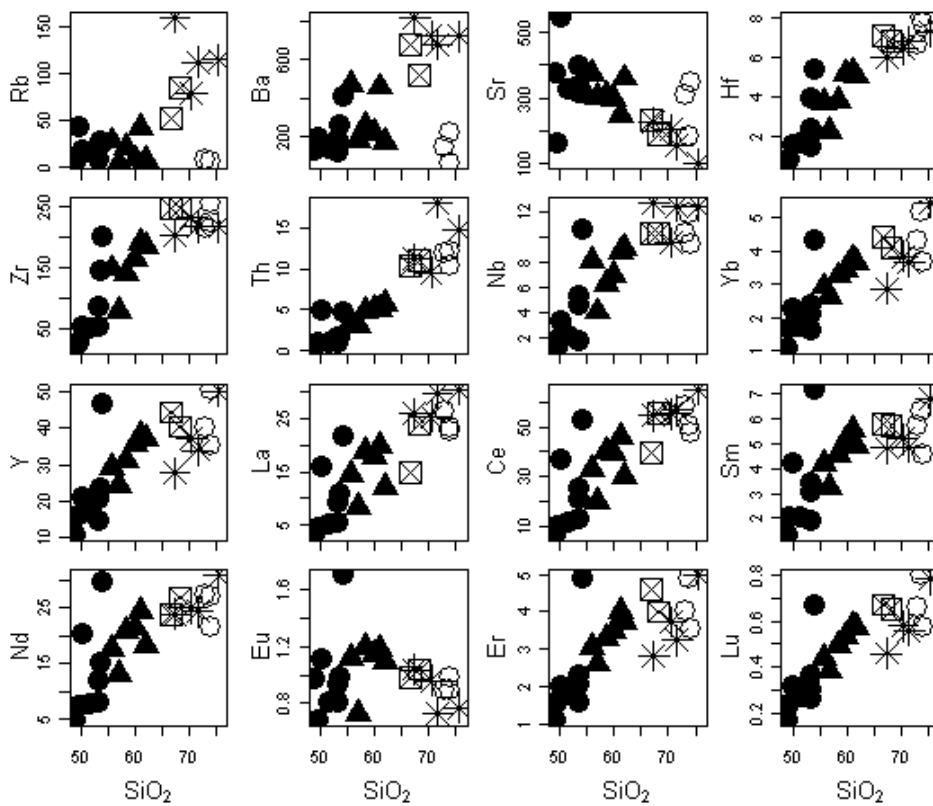 Rb
0 50 100 150
Ba
200 600
Sr
100 300 500
Hf
2 4 6 8
Zr
50 150 250
Th
0 5 10 15
Nb
2 4 6 8 12
Yb
1 2 3 4 5
Y
10 20 30 40 50
La
5 15 25
Ce
10 30 50
Sm
2 3 4 5 6 7
Nd
5 15 25
Eu
0.8 1.2 1.6
Er
1 2 3 4 5
Lu
0.2 0.4 0.6 0.8
50 60 70
50 60 70
50 60 70
50 60 70
SiO₂
SiO₂
SiO₂
SiO₂